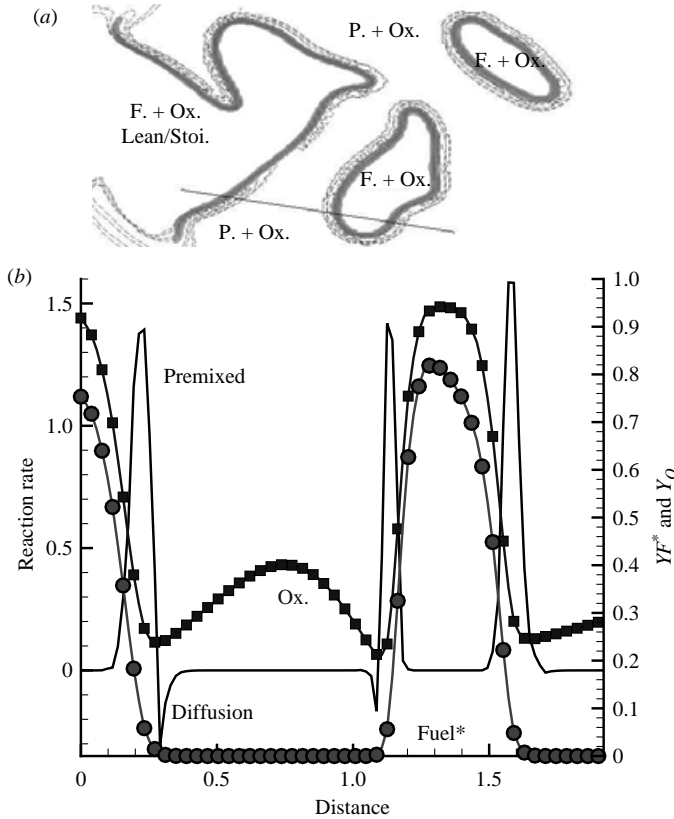 (a)
P. + Ox.
F. + Ox.
F. + Ox.
Lean/Stoi.
F. + Ox.
P. + Ox.
(b)
1.5
1.0
0.5
0
Reaction rate
Premixed
Ox.
Diffusion
Fuel*
1.0
0.9
0.8
0.7
0.6
0.5
0.4
0.3
0.2
0.1
0
YF* and Y_O
0
0.5
1.0
1.5
Distance